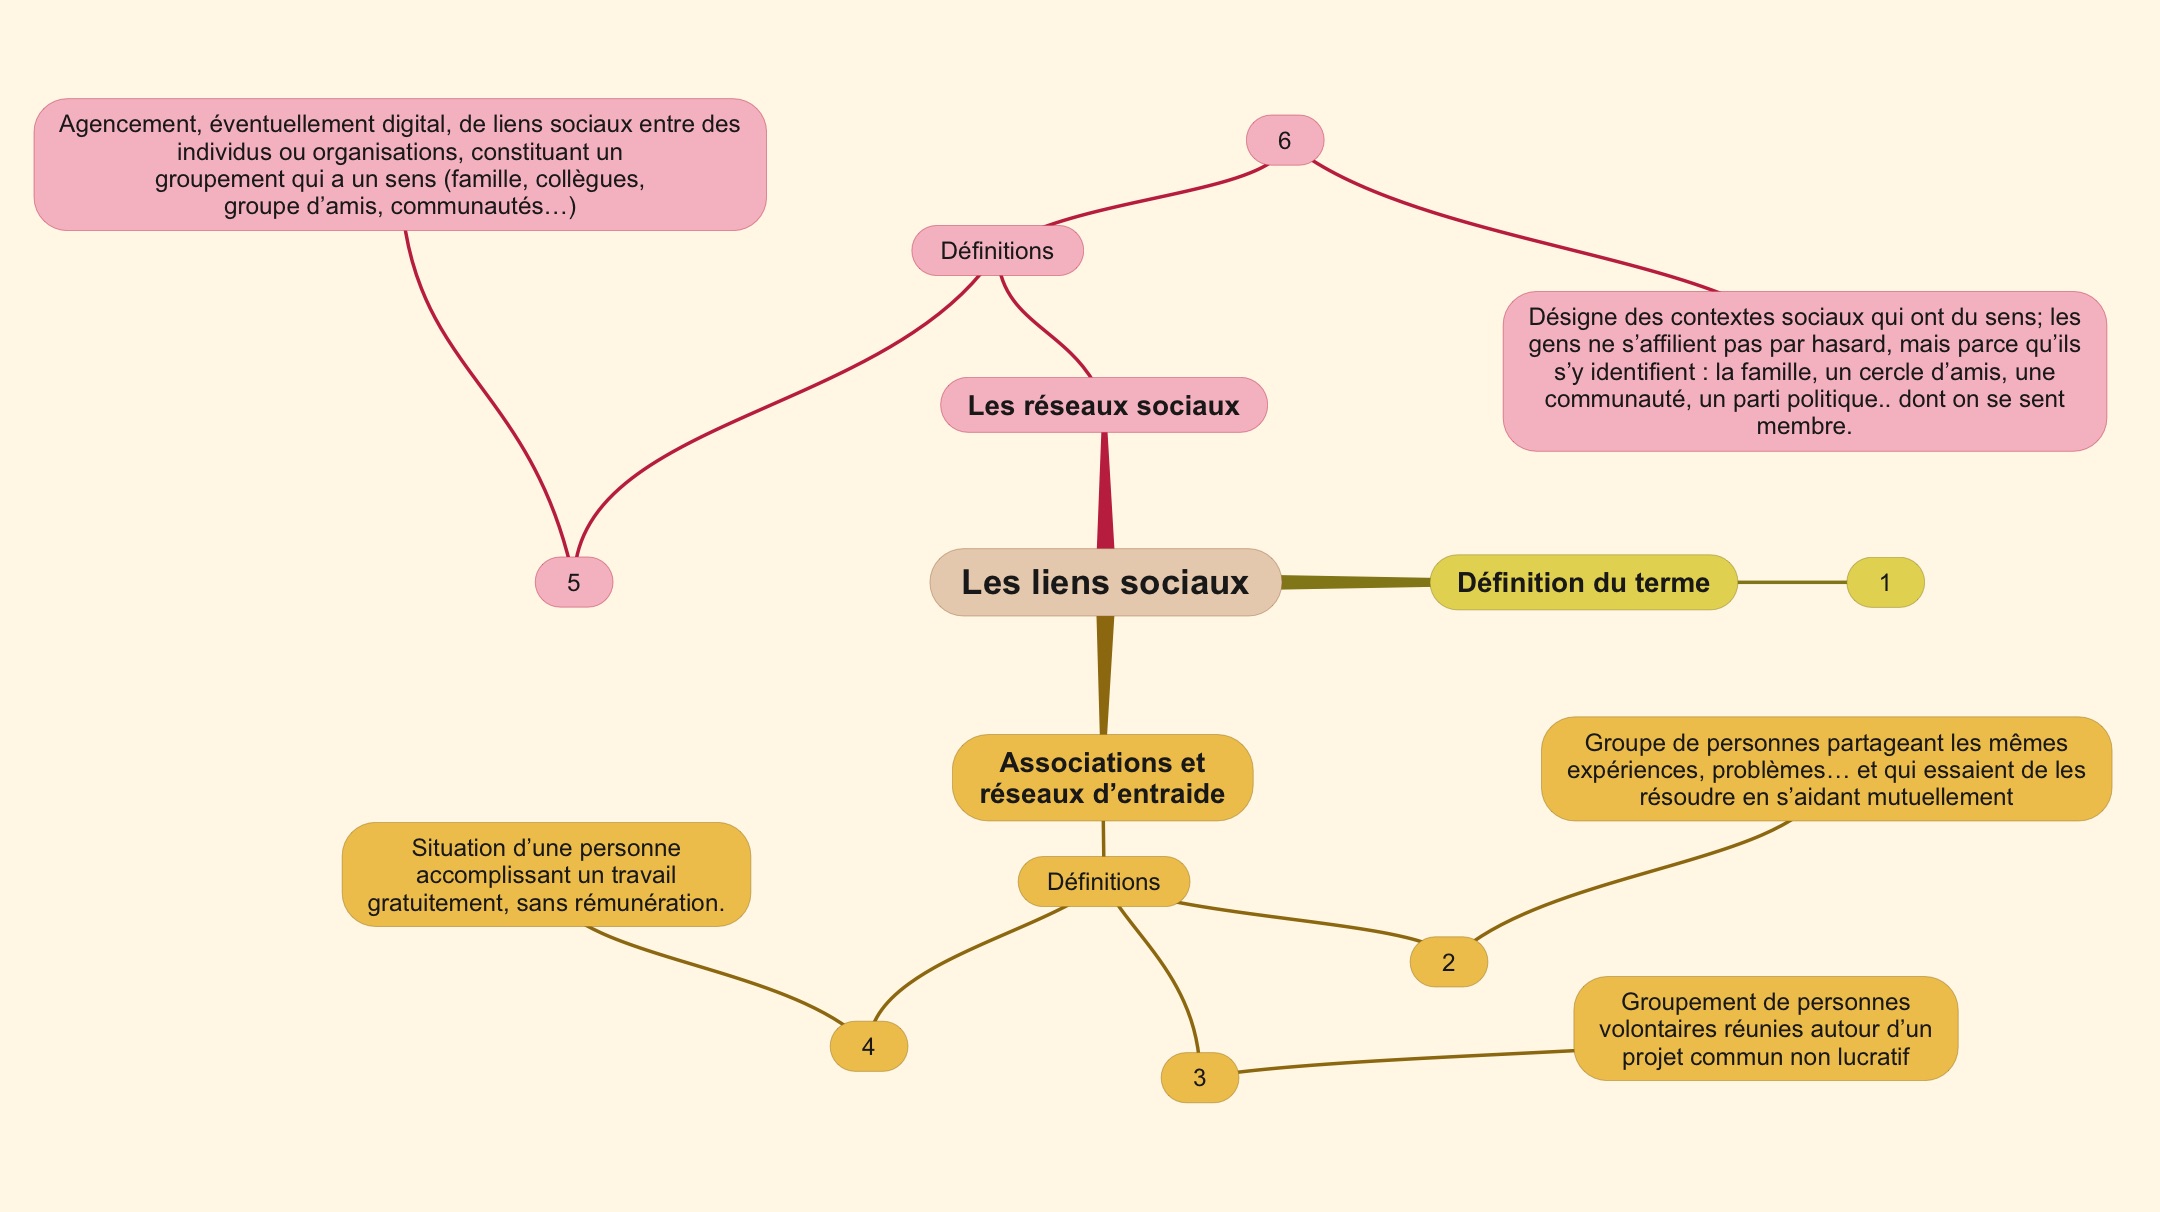 Agencement, éventuellement digital, de liens sociaux entre des
individus ou organisations, constituant un
groupement qui a un sens (famille, collègues,
groupe d’amis, communautés…)
6
Définitions
Désigne des contextes sociaux qui ont du sens; les
gens ne s’affilient pas par hasard, mais parce qu’ils
s’y identifient : la famille, un cercle d’amis, une
communauté, un parti politique.. dont on se sent
membre.
Les réseaux sociaux
5
Les liens sociaux
Définition du terme
1
Associations et
réseaux d’entraide
Groupe de personnes partageant les mêmes
expériences, problèmes… et qui essaient de les
résoudre en s’aidant mutuellement
Situation d’une personne
accomplissant un travail
gratuitement, sans rémunération.
Définitions
2
Groupement de personnes
volontaires réunies autour d’un
projet commun non lucratif
4
3